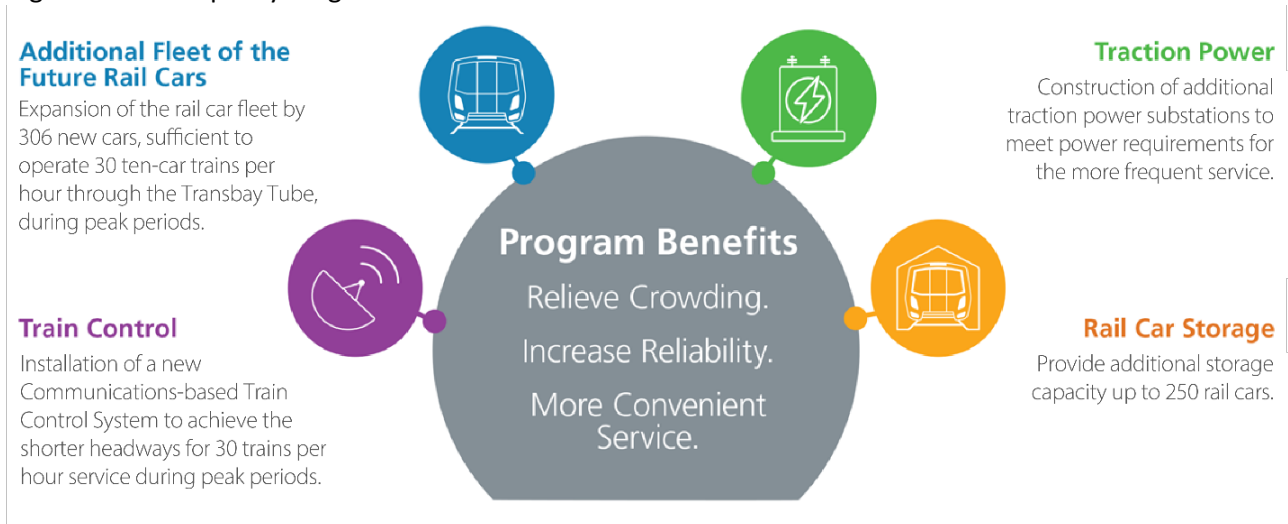 Additional Fleet of the
Future Rail Cars
Expansion of the rail car fleet by
306 new cars, sufficient to
operate 30 ten-car trains per
hour through the Transbay Tube,
during peak periods.
Train Control
Installation of a new
Communications-based Train
Control System to achieve the
shorter headways for 30 trains per
hour service during peak periods.
Program Benefits
Relieve Crowding.
Increase Reliability.
More Convenient
Service.
Traction Power
Construction of additional
traction power substations to
meet power requirements for
the more frequent service.
Rail Car Storage
Provide additional storage
capacity up to 250 rail cars.